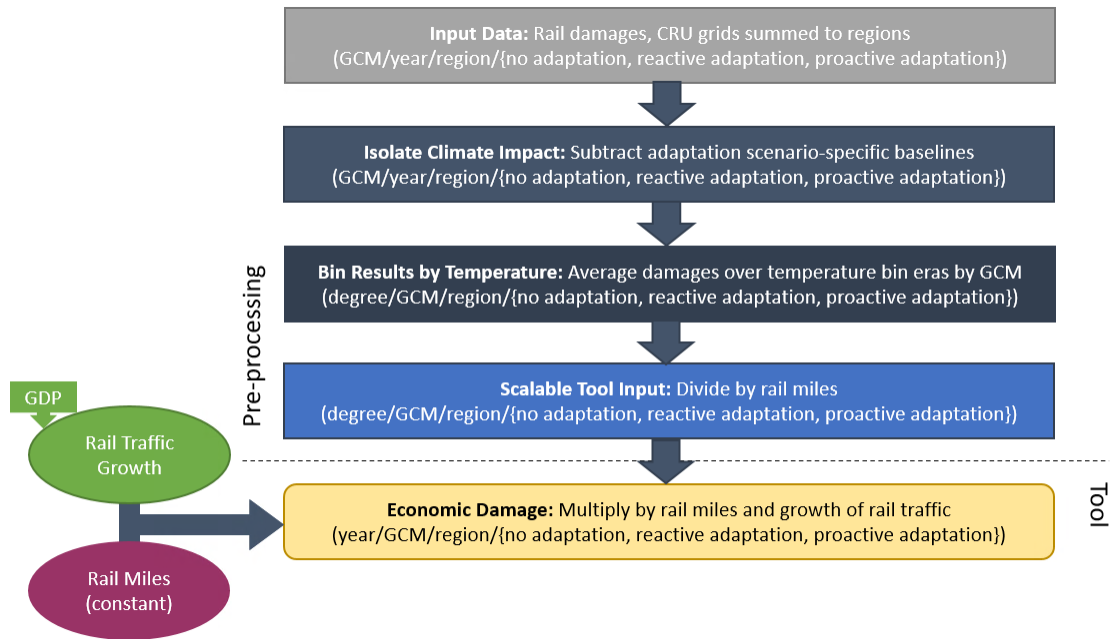 Input Data: Rail damages, CRU grids summed to regions
(GCM/year/region/{no adaptation, reactive adaptation, proactive adaptation})
Isolate Climate Impact: Subtract adaptation scenario-specific baselines
(GCM/year/region/{no adaptation, reactive adaptation, proactive adaptation})
Bin Results by Temperature: Average damages over temperature bin eras by GCM
(degree/GCM/region/{no adaptation, reactive adaptation, proactive adaptation})
Scalable Tool Input: Divide by rail miles
(degree/GCM/region/{no adaptation, reactive adaptation, proactive adaptation})
Pre-processing
GDP
Rail Traffic
Growth
Economic Damage: Multiply by rail miles and growth of rail traffic
(year/GCM/region/{no adaptation, reactive adaptation, proactive adaptation})
Tool
Rail Miles
(constant)